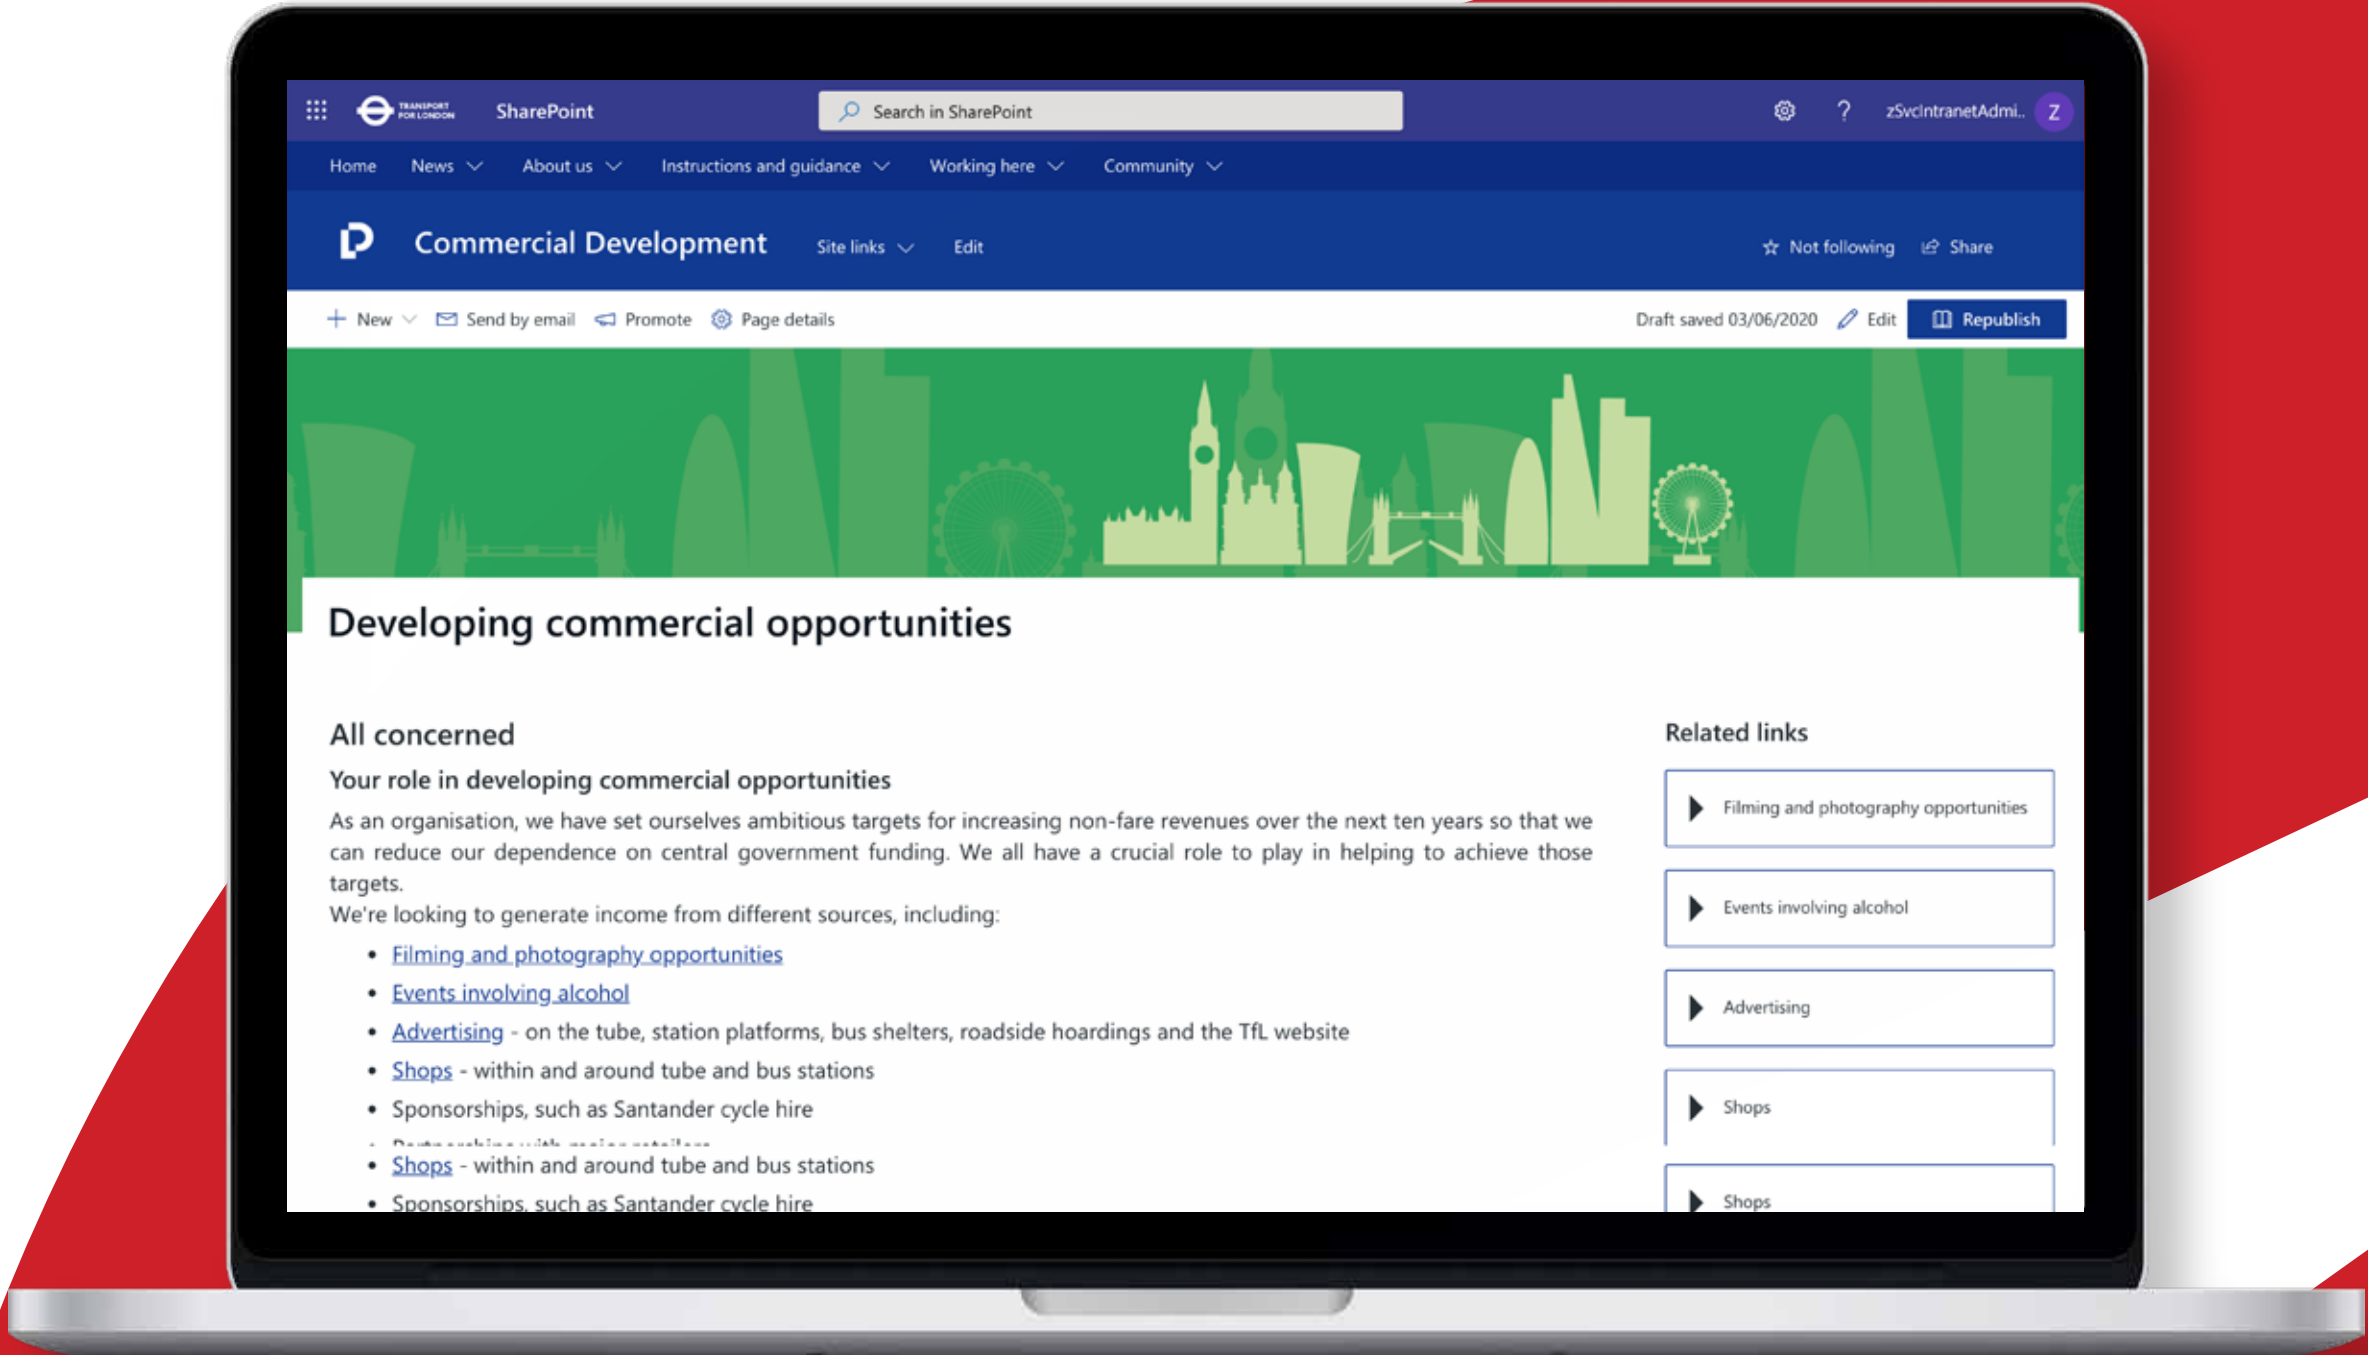 TRANSPORT
FOR LONDON
SharePoint
Search in SharePoint
?
zSvcIntranetAdmi..
Z
Home
News
About us
Instructions and guidance
Working here
Community
Commercial Development
Site links
Edit
Not following
Share
New
Send by email
Promote
Page details
Draft saved 03/06/2020
Edit
Republish
Developing commercial opportunities
All concerned
Your role in developing commercial opportunities
As an organisation, we have set ourselves ambitious targets for increasing non-fare revenues over the next ten years so that we
can reduce our dependence on central government funding. We all have a crucial role to play in helping to achieve those
targets.
We're looking to generate income from different sources, including:
• Filming and photography opportunities
• Events involving alcohol
• Advertising - on the tube, station platforms, bus shelters, roadside hoardings and the TfL website
• Shops - within and around tube and bus stations
• Sponsorships, such as Santander cycle hire
• Partnerships with major retailers
• Shops - within and around tube and bus stations
• Sponsorships, such as Santander cycle hire
Related links
Filming and photography opportunities
Events involving alcohol
Advertising
Shops
Shops